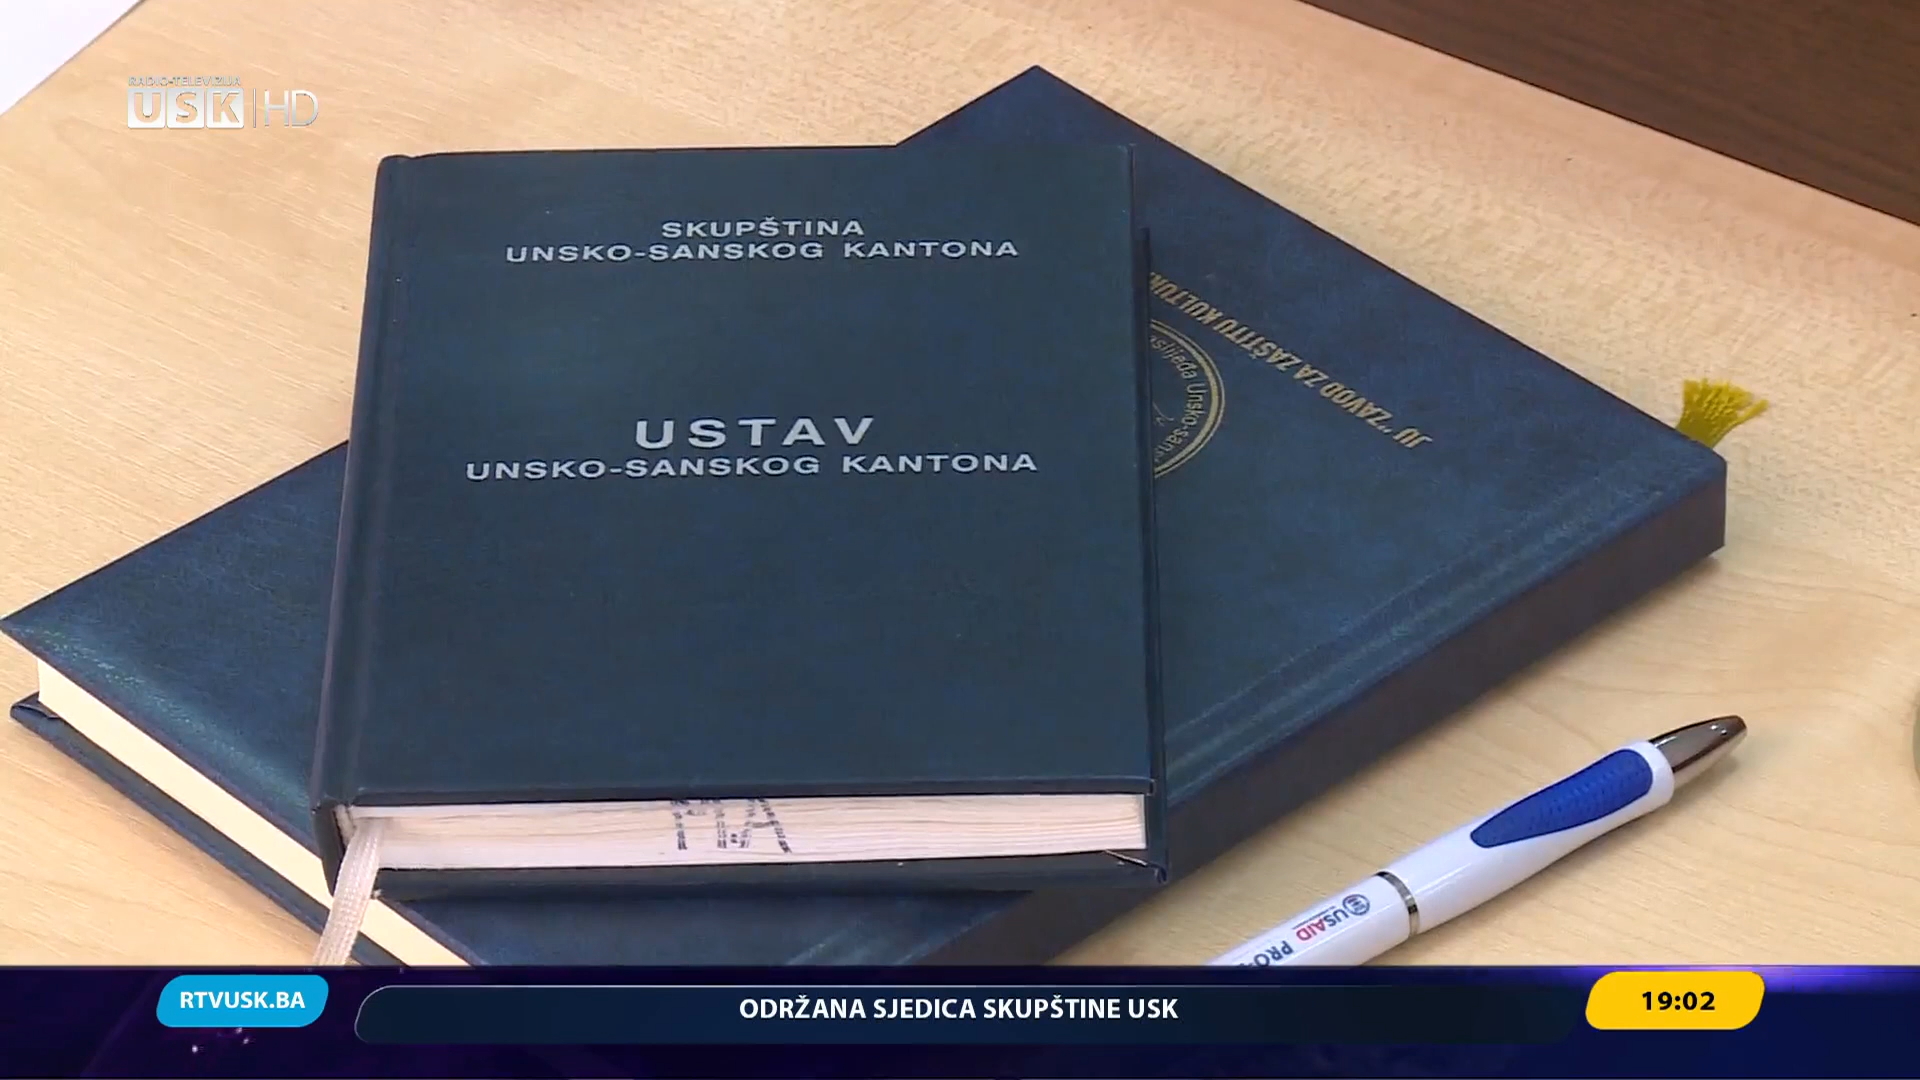 RADIO-TELEVIZIJA
USK HD
SKUPŠTINA
UNSKO-SANSKOG KANTONA
USTAV
UNSKO-SANSKOG KANTONA
JU "ZAVOD ZA ZAŠTITU
Unsko-
USAID
RTVUSK.BA
ODRŽANA SJEDICA SKUPŠTINE USK
19:02